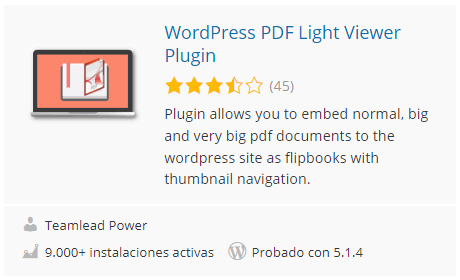 WordPress PDF Light Viewer
Plugin
(45)
Plugin allows you to embed normal, big
and very big pdf documents to the
wordpress site as flipbooks with
thumbnail navigation.
Teamlead Power
9.000+ instalaciones activas
Probado con 5.1.4